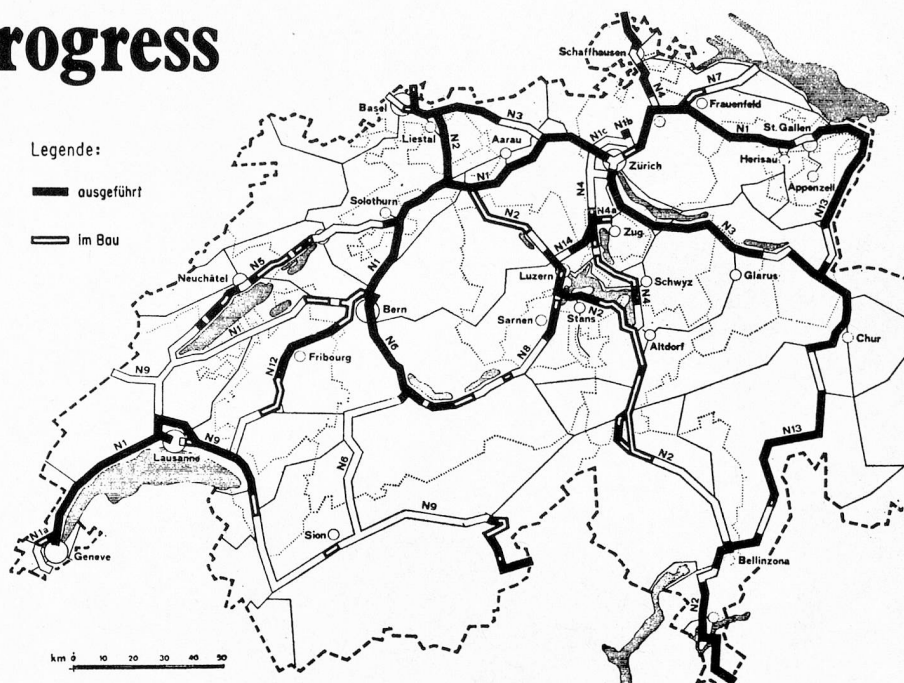 rogress
Legende:
ausgeführt
im Bau
Schaffhausen
N4
N7
Frauenfeld
Basel
N3
N1b
N1c
N1
St. Gallen
Liestal
N2
Aarau
Zürich
Herisau
Appenzell
N1
N4
N13
Solothurn
N2
N4a
Zug
N3
N5
N14
Neuchâtel
N1
Luzern
Schwyz
Glarus
N4
N1
Bern
Sarnen
Stans
N2
Altdorf
Chur
N12
Fribourg
N6
N8
N9
N13
N1
N9
Lausanne
N6
N2
N9
Sion
N1a
Geneve
Bellinzona
N2
km 0 10 20 30 40 50